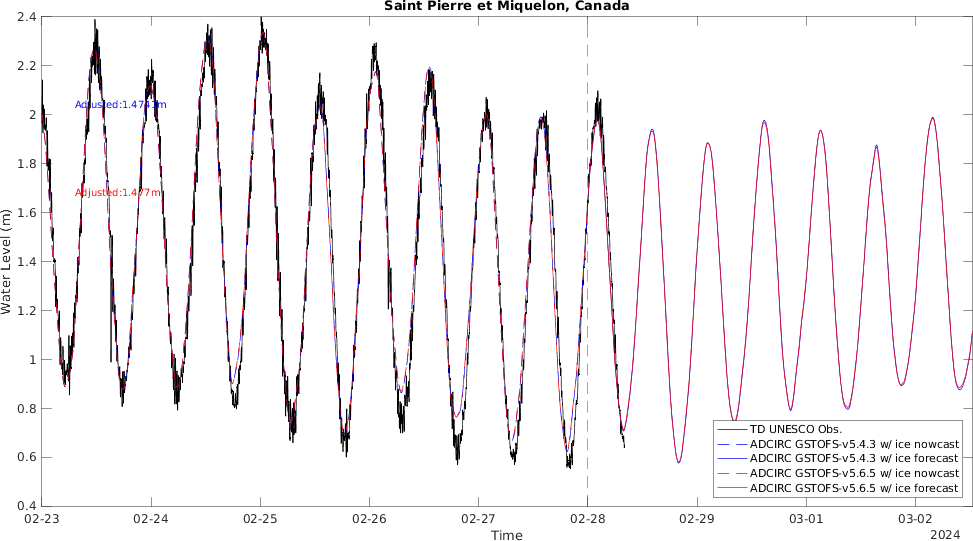 Saint Pierre et Miquelon, Canada
2.4
2.2
2
1.8
1.6
1.4
1.2
1
0.8
0.6
0.4
Water Level (m)
Adjusted:1.4741m
Adjusted:1.477m
TD UNESCO Obs.
ADCIRC GSTOFS-v5.4.3 w/ ice nowcast
ADCIRC GSTOFS-v5.4.3 w/ ice forecast
ADCIRC GSTOFS-v5.6.5 w/ ice nowcast
ADCIRC GSTOFS-v5.6.5 w/ ice forecast
02-23 02-24 02-25 02-26 02-27 02-28 02-29 03-01 03-02
Time
2024